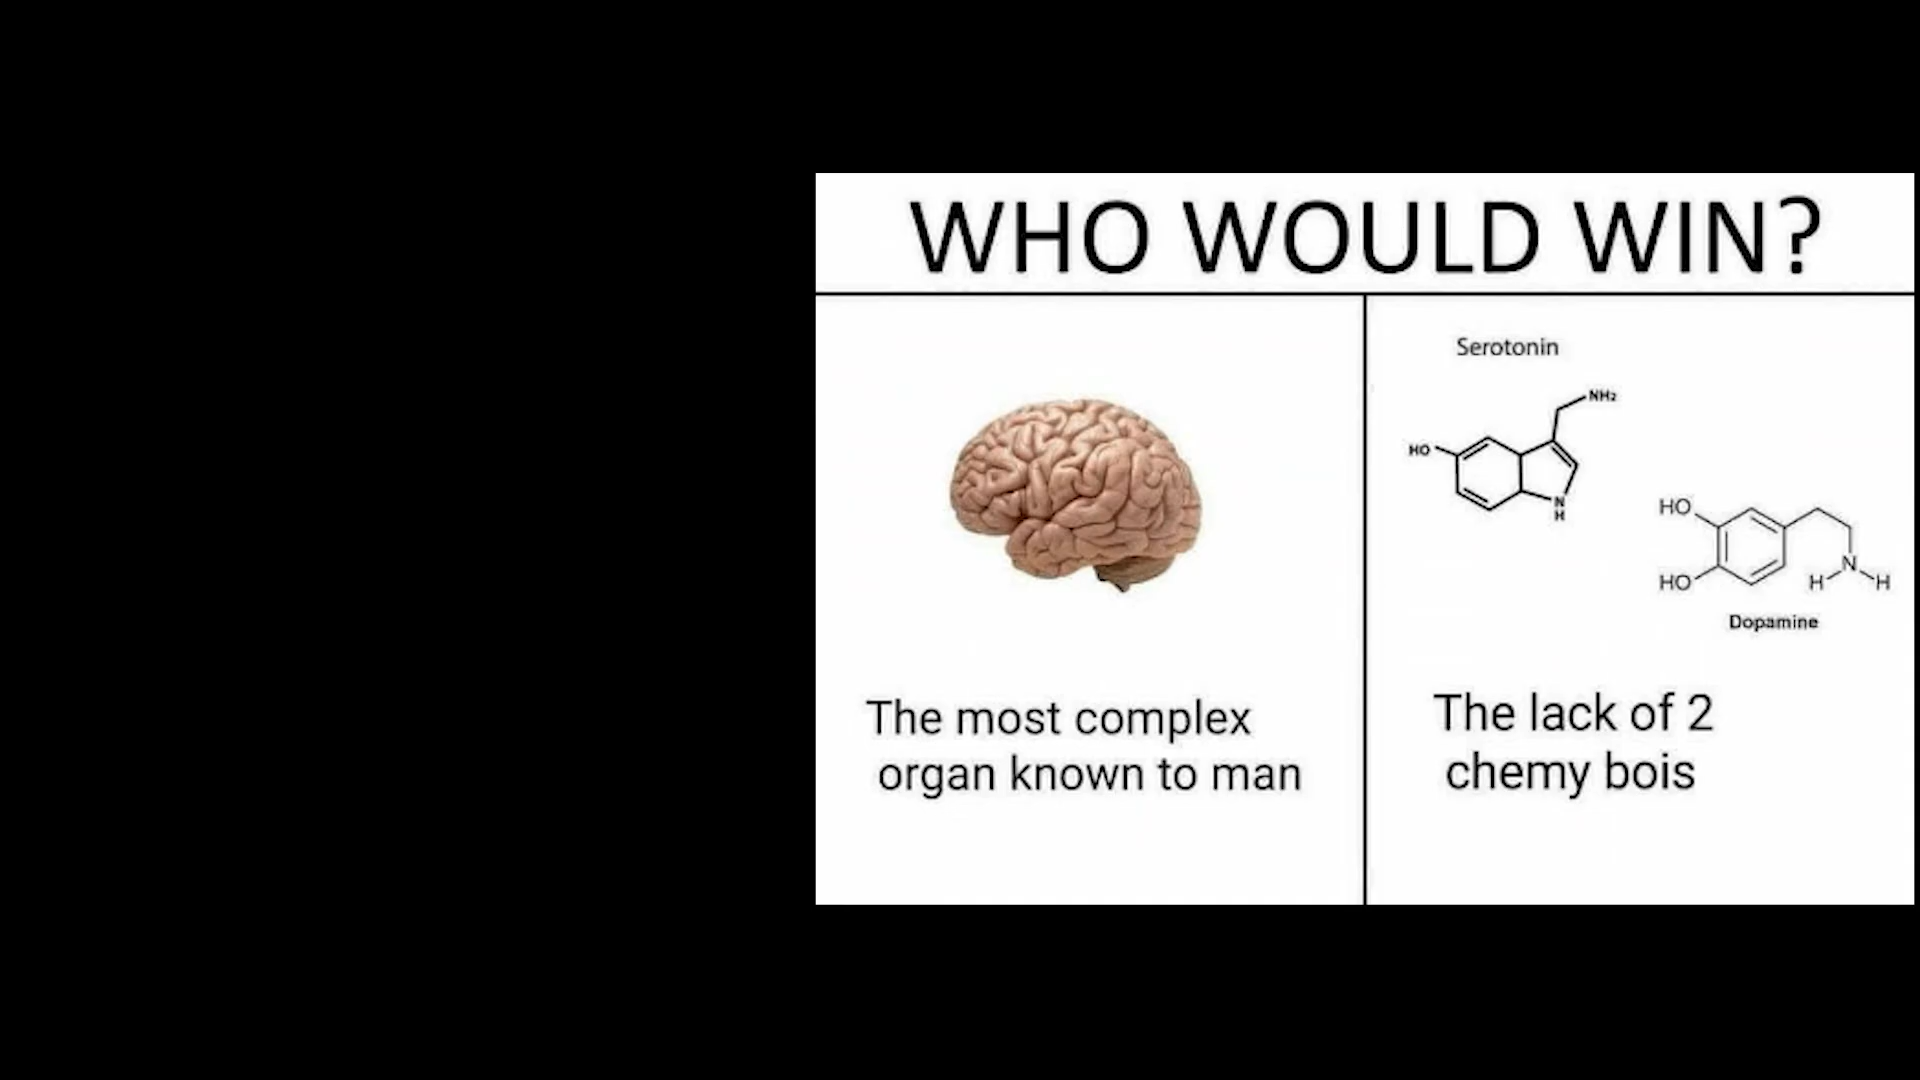 WHO WOULD WIN?
The most complex
organ known to man
Serotonin
NH2
HO
N
H
HO
HO
N
H H
Dopamine
The lack of 2
chemy bois